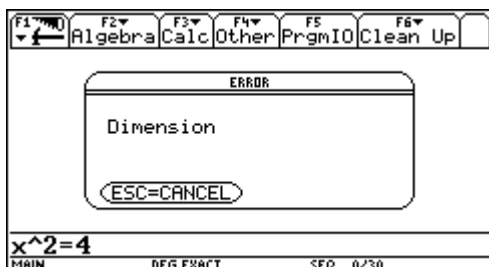 F1 F2 F3 F4 F5 F6
Algebra Calc Other PrgmIO Clean Up
ERROR
Dimension
ESC=CANCEL
x^2=4
MAIN DEG EXACT SEQ 0/30